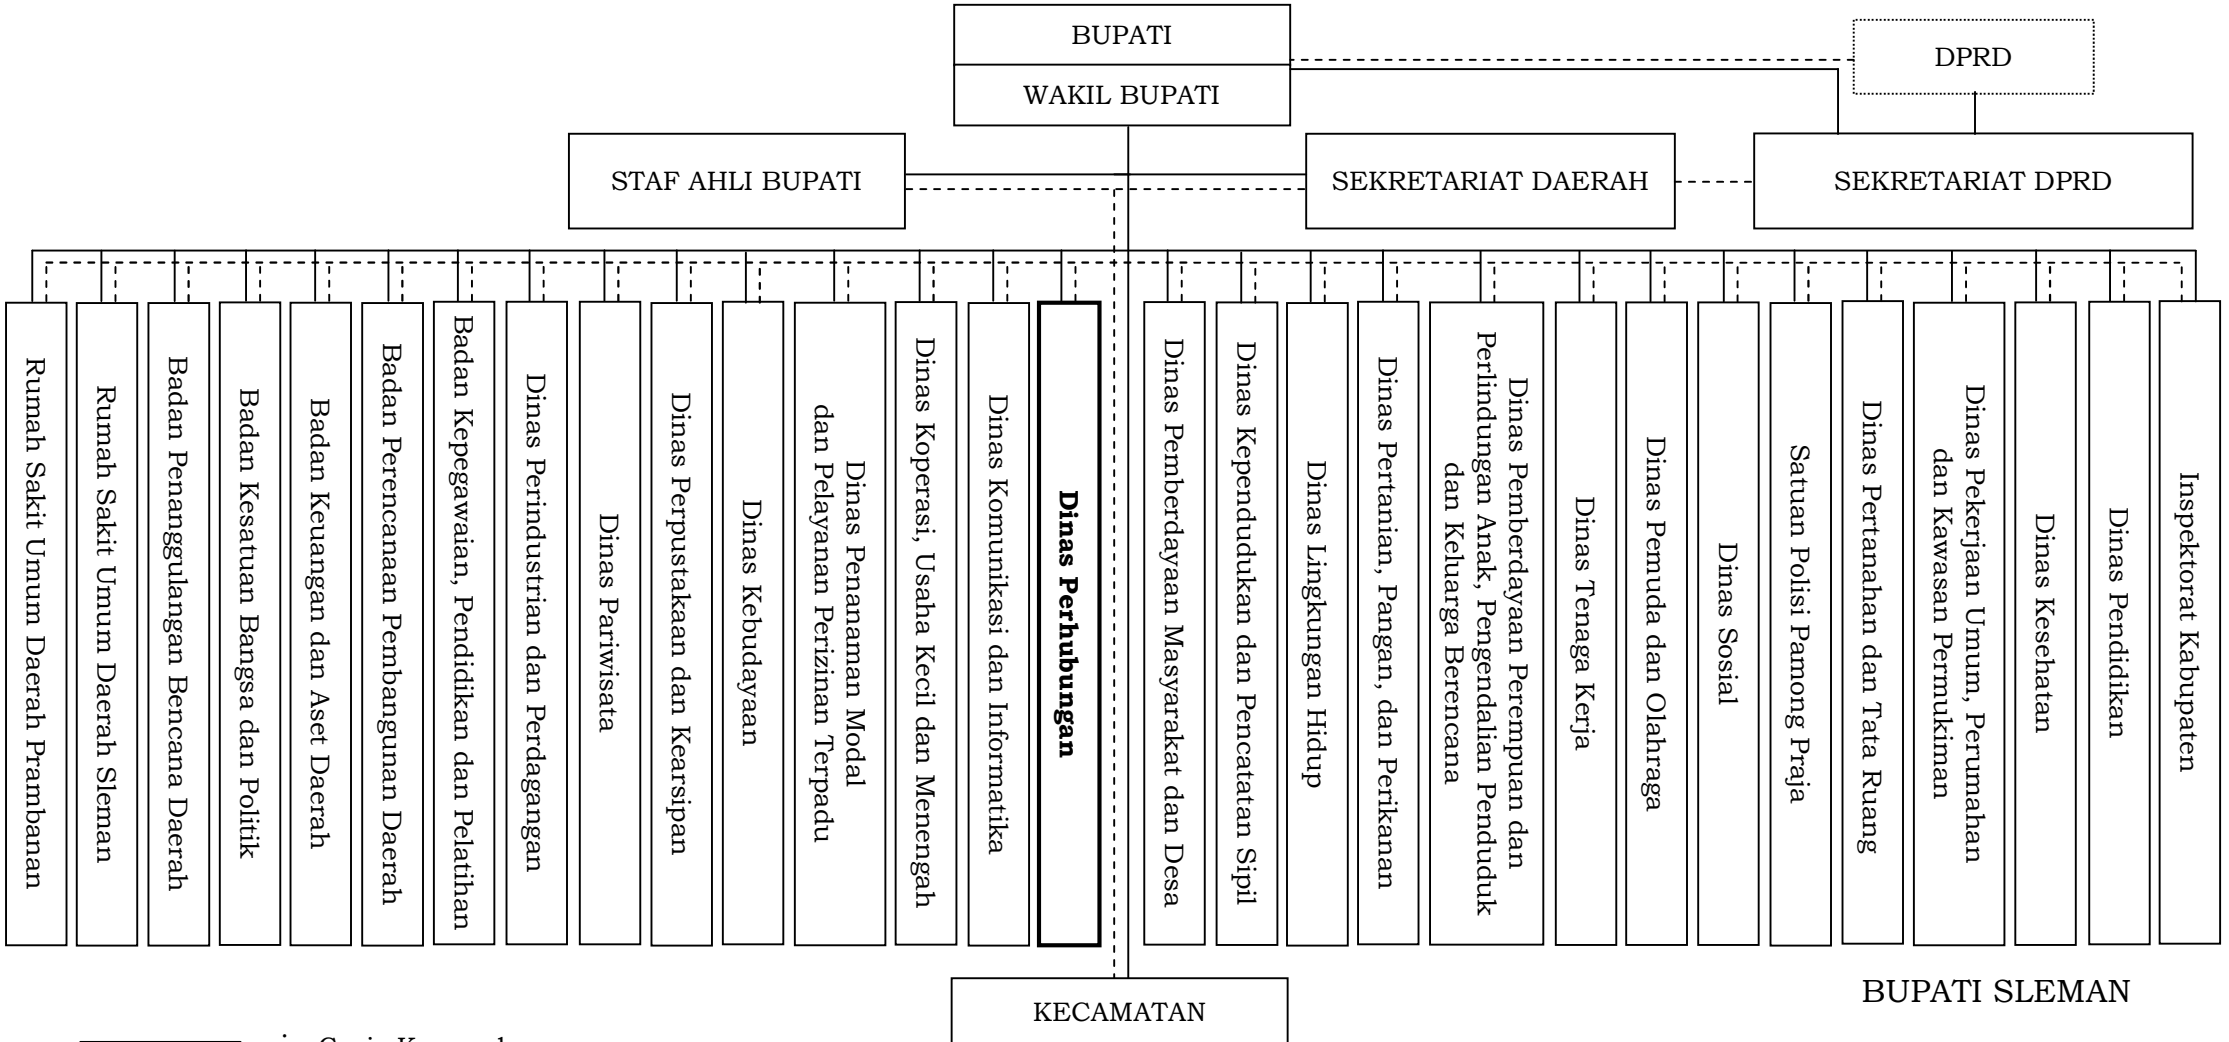 BUPATI
WAKIL BUPATI
DPRD
STAF AHLI BUPATI
SEKRETARIAT DAERAH
SEKRETARIAT DPRD
Rumah Sakit Umum Daerah Prambanan
Rumah Sakit Umum Daerah Sleman
Badan Penanggulangan Bencana Daerah
Badan Kesatuan Bangsa dan Politik
Badan Keuangan dan Aset Daerah
Badan Perencanaan Pembangunan Daerah
Badan Kepegawaian, Pendidikan dan Pelatihan
Dinas Perindustrian dan Perdagangan
Dinas Pariwisata
Dinas Perpustakaan dan Kearsipan
Dinas Kebudayaan
Dinas Penanaman Modal
dan Pelayanan Perizinan Terpadu
Dinas Koperasi, Usaha Kecil dan Menengah
Dinas Komunikasi dan Informatika
Dinas Perhubungan
Dinas Pemberdayaan Masyarakat dan Desa
Dinas Kependudukan dan Pencatatan Sipil
Dinas Lingkungan Hidup
Dinas Pertanian, Pangan, dan Perikanan
Dinas Pemberdayaan Perempuan dan
Perlindungan Anak, Pengendalian Penduduk
dan Keluarga Berencana
Dinas Tenaga Kerja
Dinas Pemuda dan Olahraga
Dinas Sosial
Satuan Polisi Pamong Praja
Dinas Pertanahan dan Tata Ruang
Dinas Pekerjaan Umum, Perumahan
dan Kawasan Permukiman
Dinas Kesehatan
Dinas Pendidikan
Inspektorat Kabupaten
BUPATI SLEMAN
KECAMATAN